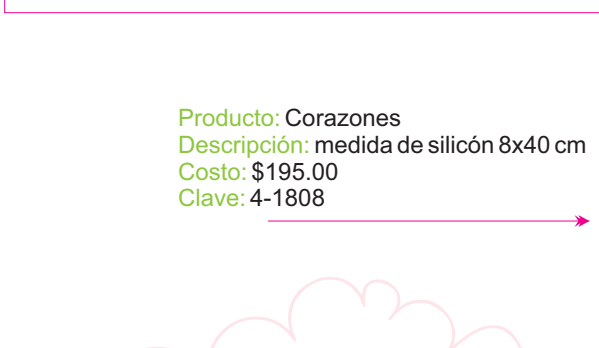 Producto: Corazones
Descripción: medida de silicón 8x40 cm
Costo: $195.00
Clave: 4-1808